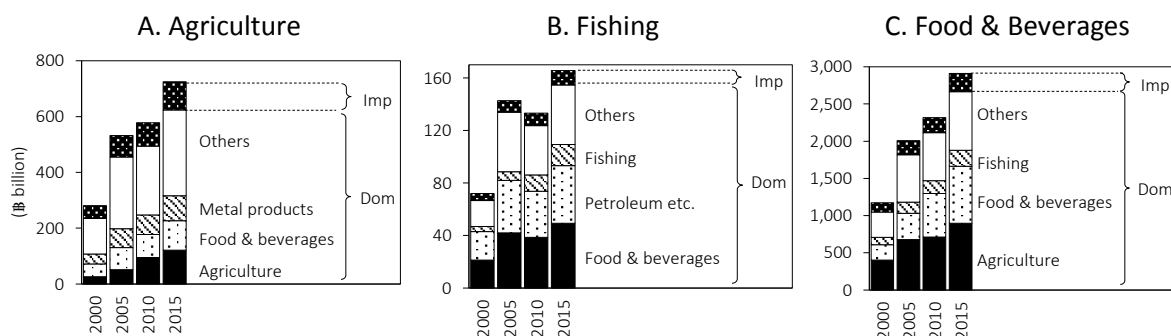 A. Agriculture
(฿ billion)
800
600
400
200
0
Imp
Others
Dom
Metal products
Food & beverages
Agriculture
2000
2005
2010
2015
B. Fishing
160
120
80
40
0
Imp
Others
Fishing
Dom
Petroleum etc.
Food & beverages
2000
2005
2010
2015
C. Food & Beverages
3,000
2,500
2,000
1,500
1,000
500
0
Imp
Others
Fishing
Dom
Food & beverages
Agriculture
2000
2005
2010
2015